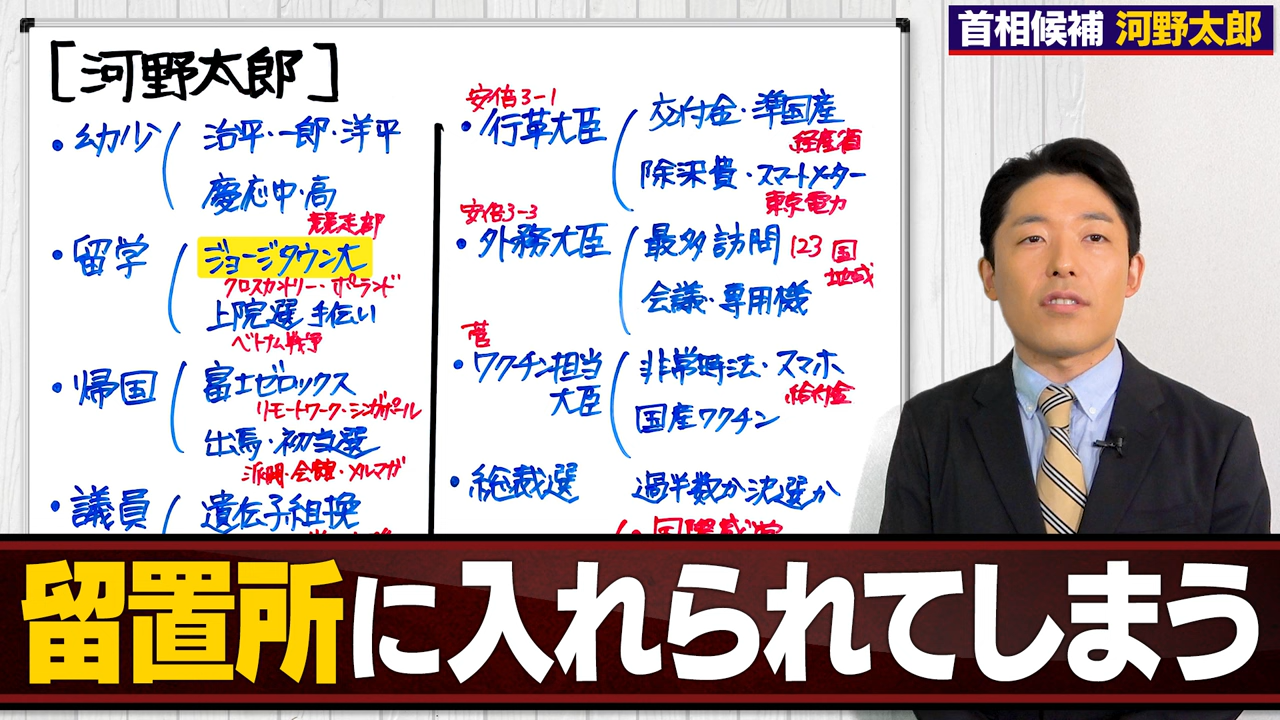 首相候補 河野太郎
[河野太郎]
・幼少 治平・一郎・洋平
慶応中・高
競走部
・留学 ジョージタウン大
クロスカントリー・ポーランド
上院選手伝い
ベトナム戦争
・帰国 富士ゼロックス
リモートワーク・シンガポール
出馬・初当選
派閥・会館・メルマガ
・議員 遺伝子組換
安倍3-1
・行革大臣 交付金・準国産
経産省
除染費・スマートメーター
東京電力
安倍3-3
・外務大臣 最多訪問 123国地域
会議・専用機
菅
・ワクチン担当大臣 非常時法・スマホ
給付金
国産ワクチン
・総裁選 過半数か決選か
留置所に入れられてしまう